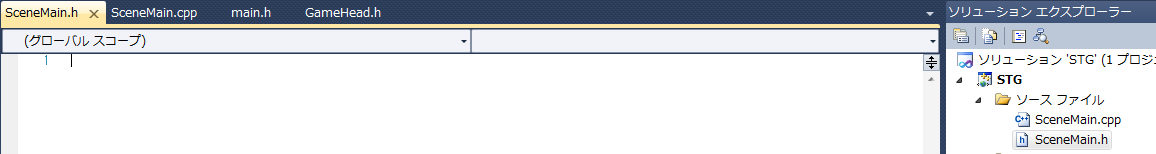 SceneMain.h SceneMain.cpp main.h GameHead.h
(グローバル スコープ)
1
ソリューション エクスプローラー
ソリューション 'STG' (1 プロジェ
STG
ソース ファイル
SceneMain.cpp
SceneMain.h